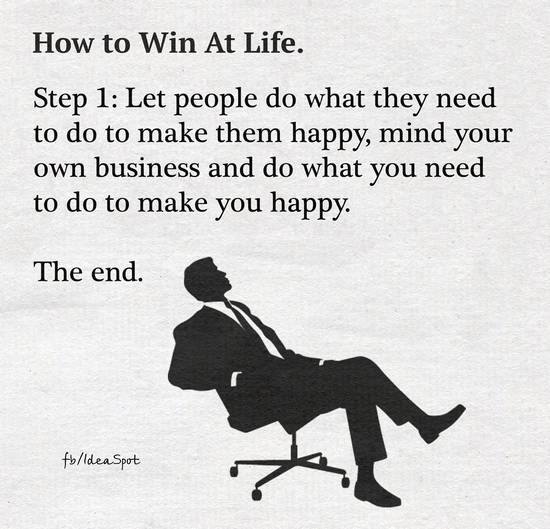 How to Win At Life.
Step 1: Let people do what they need
to do to make them happy, mind your
own business and do what you need
to do to make you happy.
The end.
fb/IdeaSpot